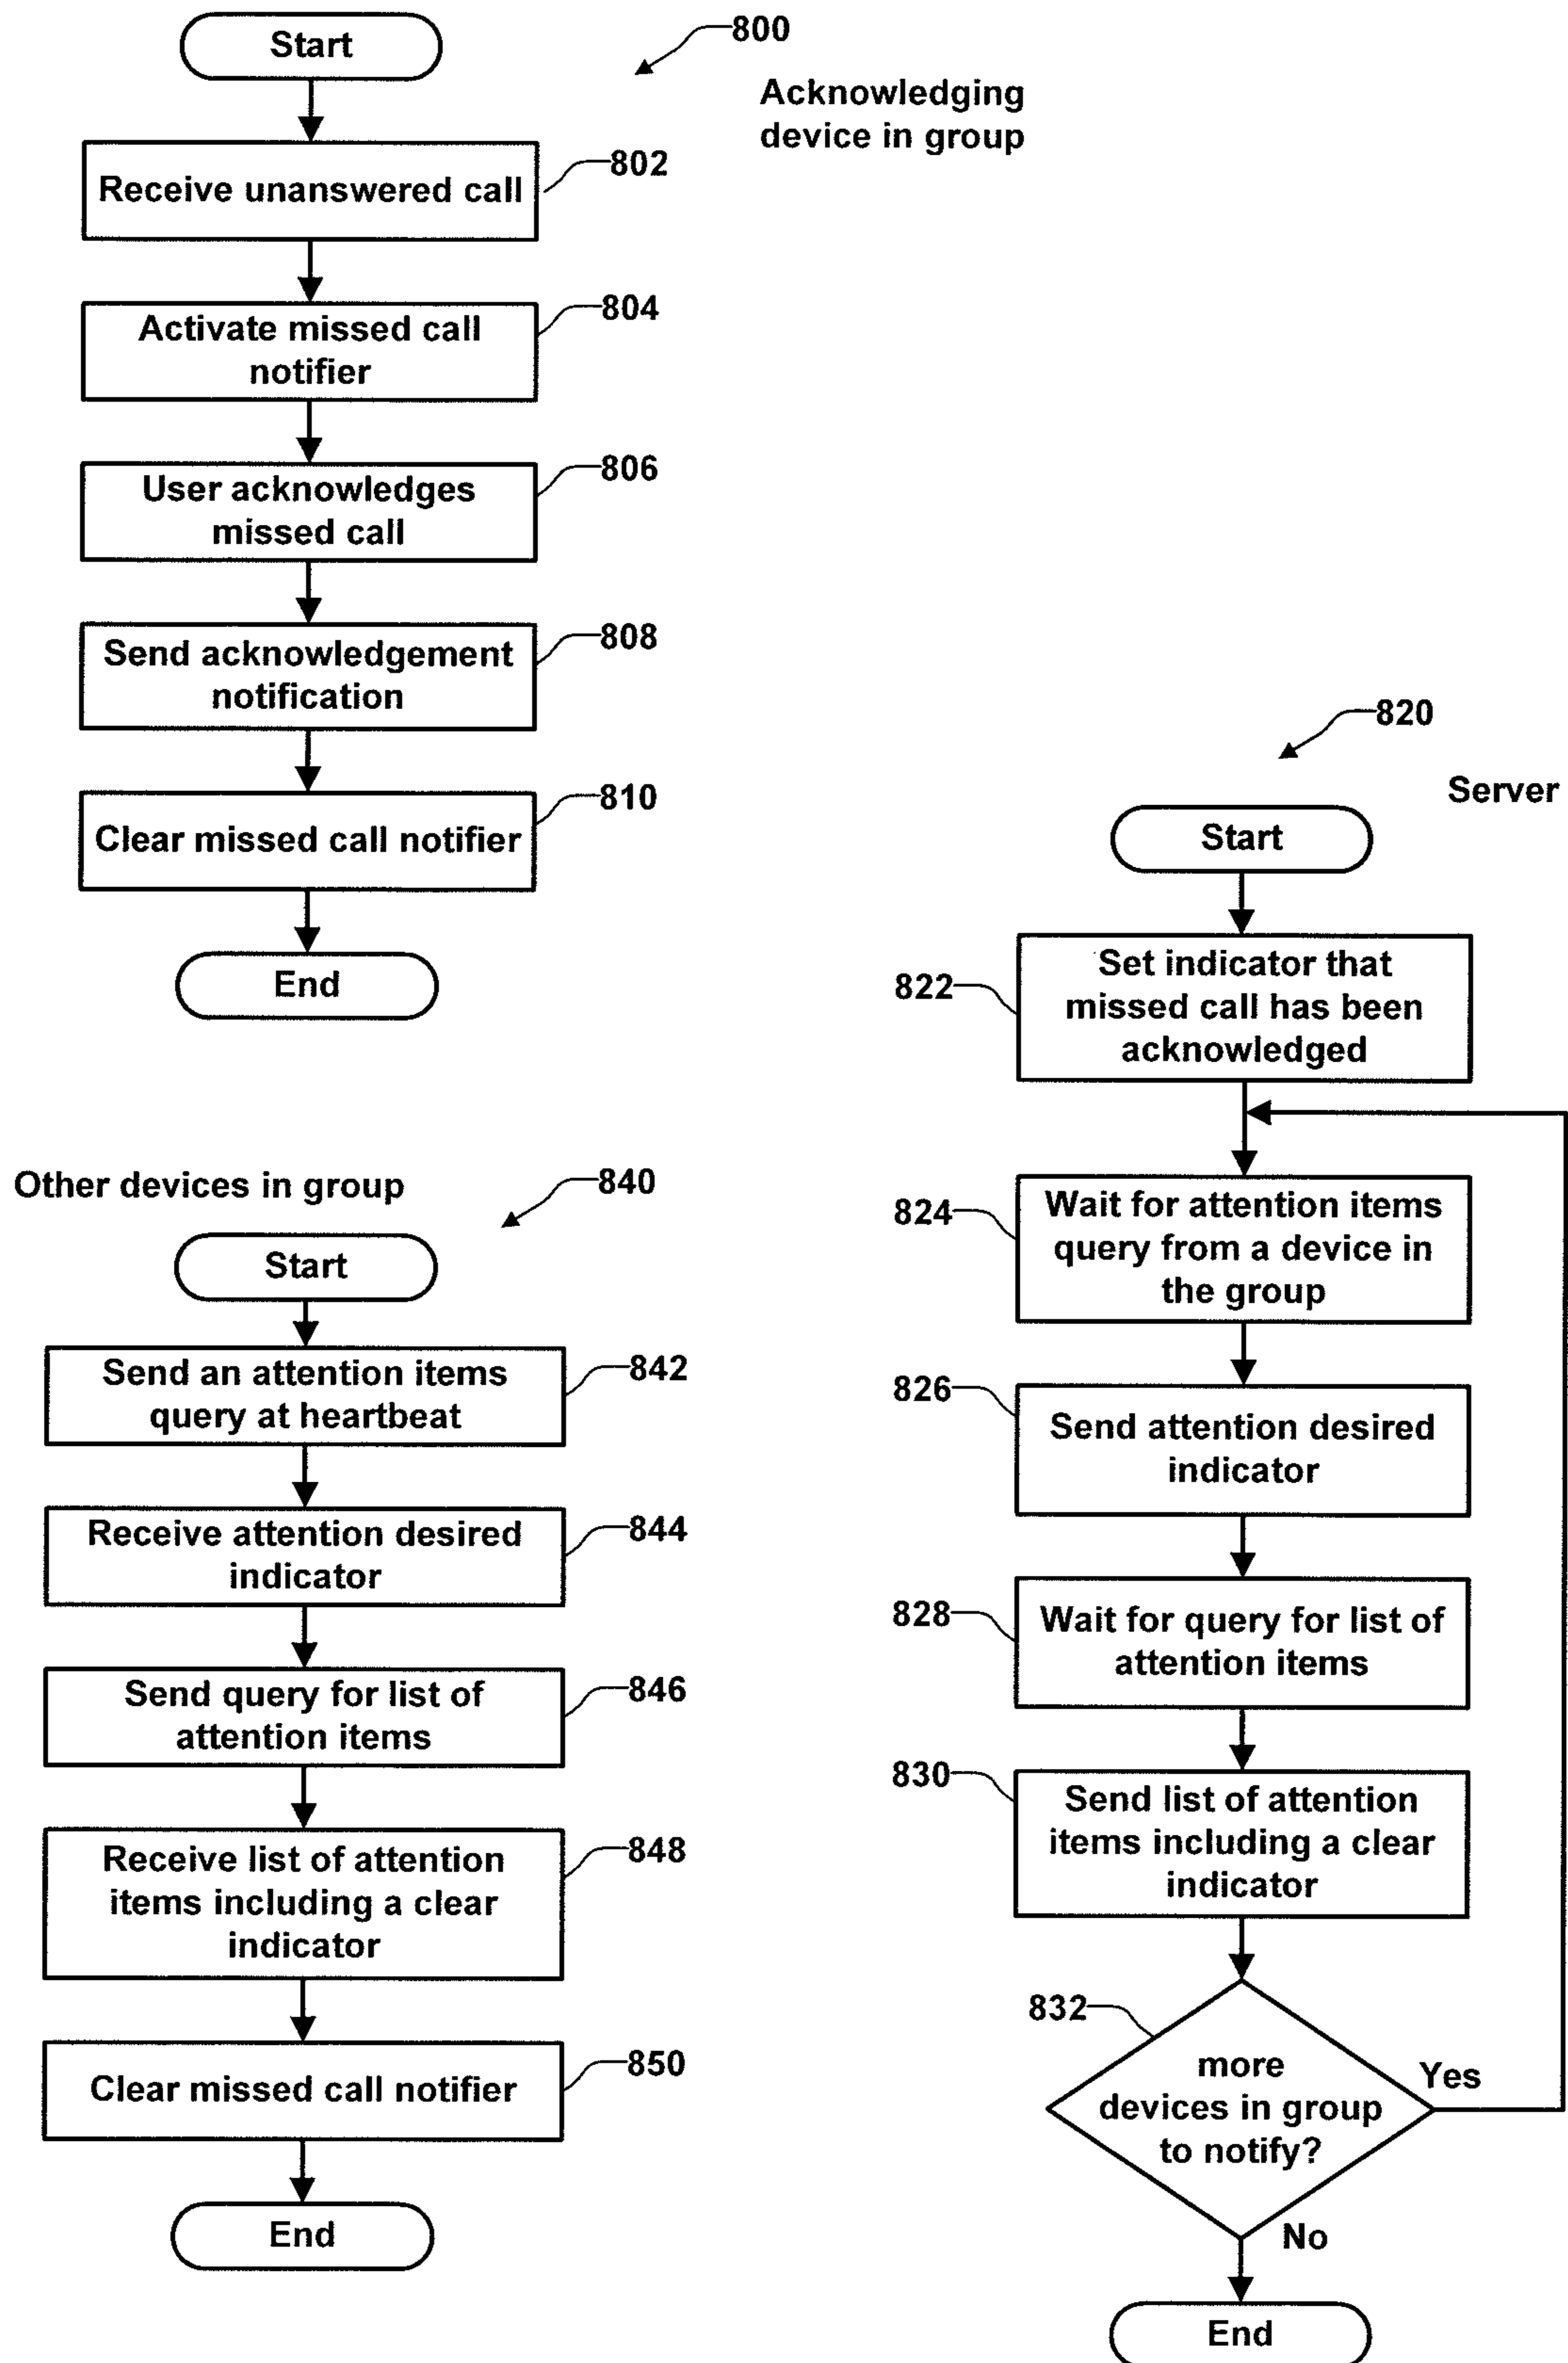 Start
800
Acknowledging
device in group
Receive unanswered call
802
Activate missed call
notifier
804
User acknowledges
missed call
806
Send acknowledgement
notification
808
Clear missed call notifier
810
End
820
Server
Start
Set indicator that
missed call has been
acknowledged
822
Wait for attention items
query from a device in
the group
824
Send attention desired
indicator
826
Wait for query for list of
attention items
828
Send list of attention
items including a clear
indicator
830
more
devices in group
to notify?
832
Yes
No
End
Other devices in group
840
Start
Send an attention items
query at heartbeat
842
Receive attention desired
indicator
844
Send query for list of
attention items
846
Receive list of attention
items including a clear
indicator
848
Clear missed call notifier
850
End